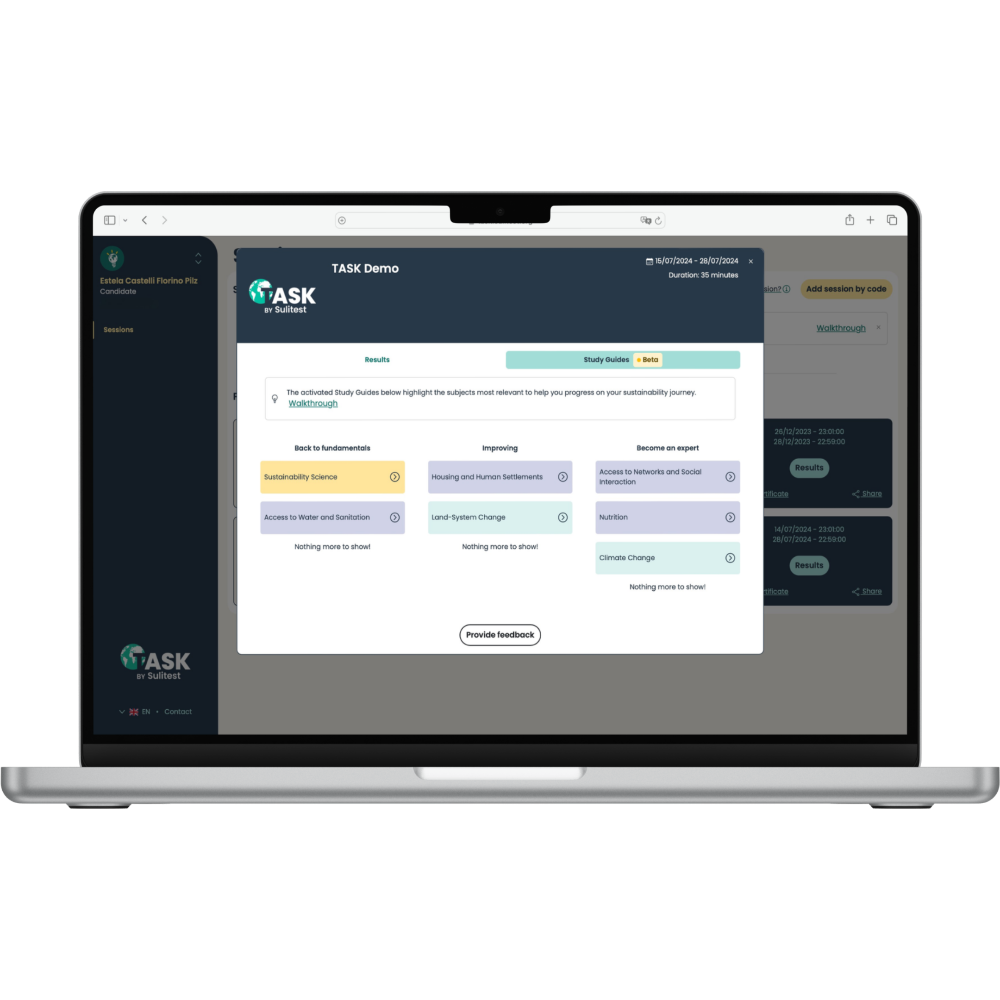 Estela Castelli Florino Pilz
Candidate
Sessions
TASK
BY Sulitest
EN • Contact
TASK Demo
15/07/2024 - 28/07/2024 ×
Duration: 35 minutes
TASK
BY Sulitest
Results
Study Guides Beta
The activated Study Guides below highlight the subjects most relevant to help you progress on your sustainability journey.
Walkthrough
Back to fundamentals
Sustainability Science
Access to Water and Sanitation
Nothing more to show!
Improving
Housing and Human Settlements
Land-System Change
Nothing more to show!
Become an expert
Access to Networks and Social
Interaction
Nutrition
Climate Change
Nothing more to show!
Provide feedback
Add session by code
Walkthrough ×
26/12/2023 - 23:01:00
28/12/2023 - 22:59:00
Results
Share
14/07/2024 - 23:01:00
28/07/2024 - 22:59:00
Results
Share